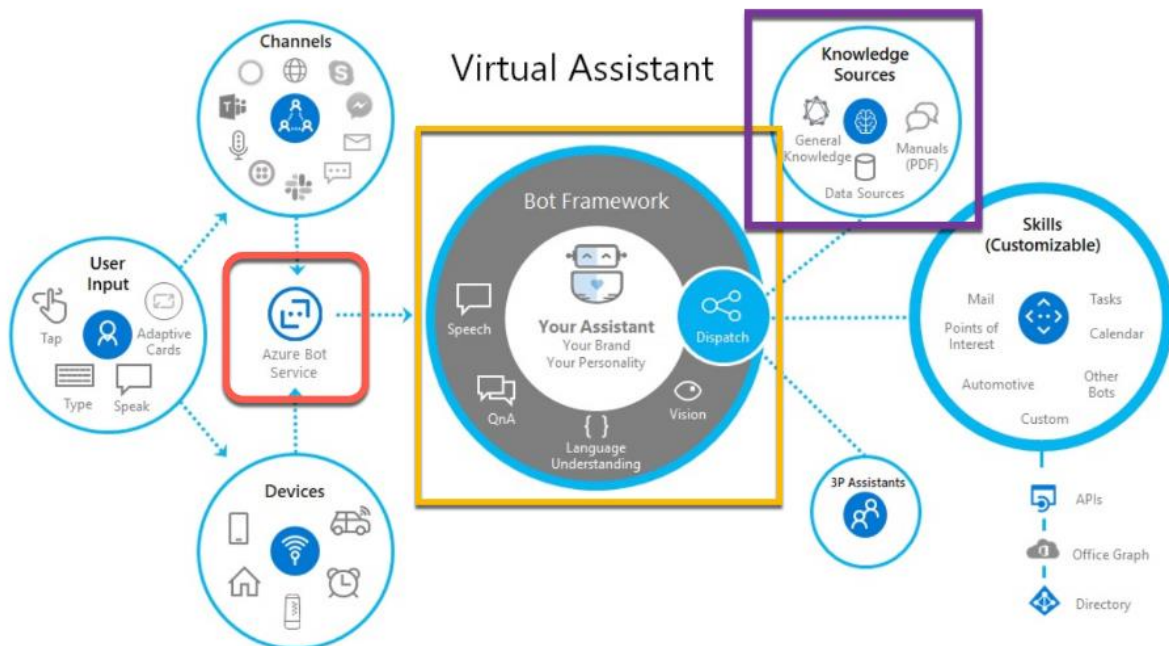 Channels
Virtual Assistant
Knowledge
Sources
General
Knowledge
Manuals
(PDF)
Data Sources
Bot Framework
Skills
(Customizable)
User
Input
Tap
Adaptive
Cards
Type
Speak
Azure Bot
Service
Speech
Your Assistant
Your Brand
Your Personality
Dispatch
QnA
Vision
{ }
Language
Understanding
Mail
Tasks
Points of
Interest
Calendar
Automotive
Other
Bots
Custom
Devices
3P Assistants
APIs
Office Graph
Directory